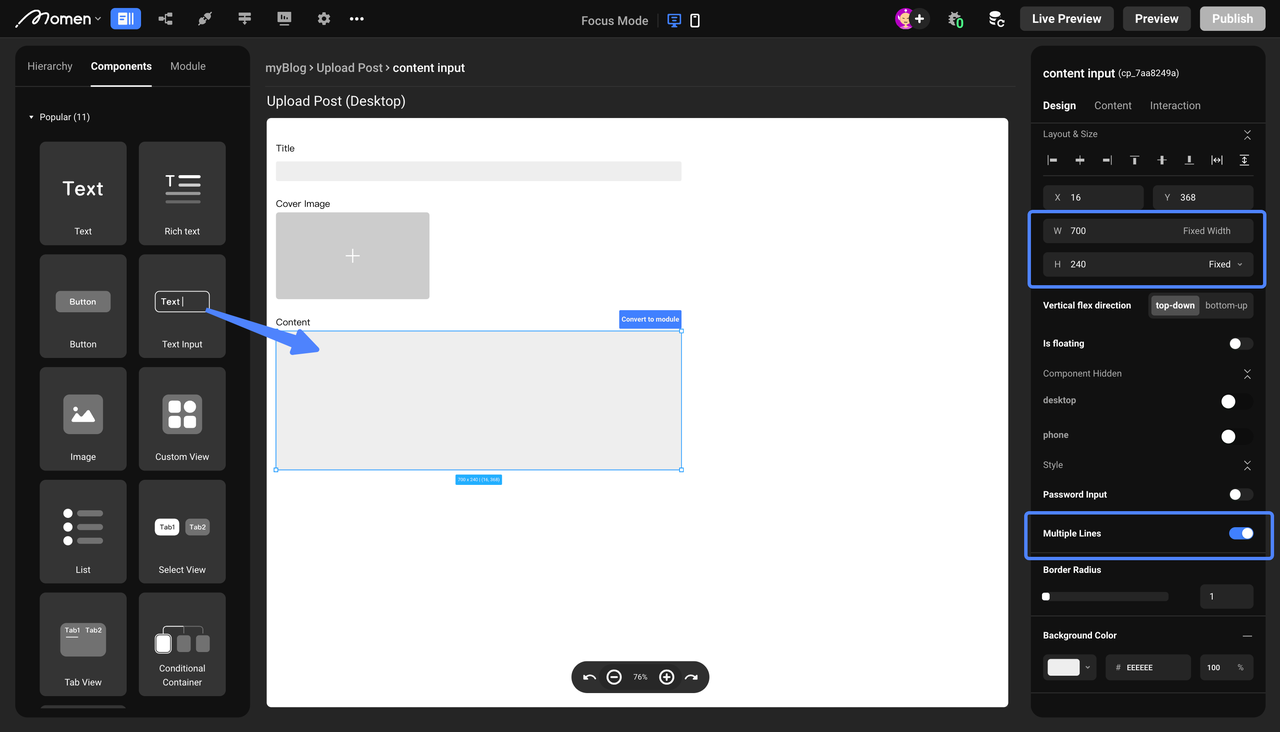 Momen
Focus Mode
0
Live Preview
Preview
Publish
Hierarchy
Components
Module
Popular (11)
Text
Text
T
Rich text
Button
Button
Text
Text Input
Image
Custom View
List
Tab1 Tab2
Select View
Tab1 Tab2
Tab View
Conditional
Container
myBlog > Upload Post > content input
Upload Post (Desktop)
Title
Cover Image
Content
Convert to module
700 x 240 | (16, 368)
76%
content input (cp_7aa8249a)
Design
Content
Interaction
Layout & Size
X 16
Y 368
W 700 Fixed Width
H 240 Fixed
Vertical flex direction
top-down
bottom-up
Is floating
Component Hidden
desktop
phone
Style
Password Input
Multiple Lines
Border Radius
1
Background Color
# EEEEEE
100 %